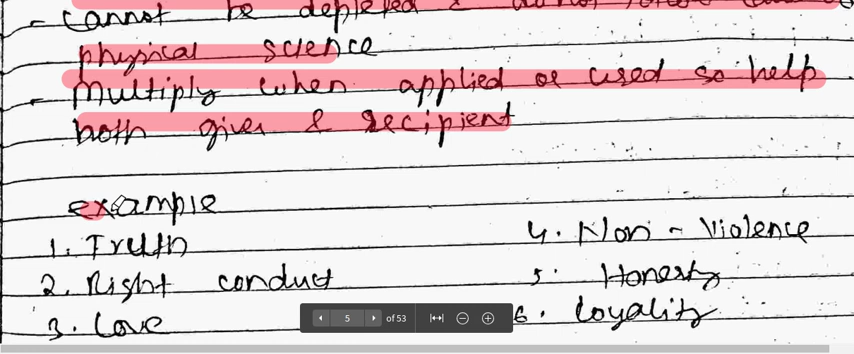 - Cannot be depleted &
physical science
- Multiply when applied or used so help
both giver & recipient
example
1. Truth
2. Right conduct
3. Love
4. Non - Violence
5. Honesty
6. Loyality
5 of 53